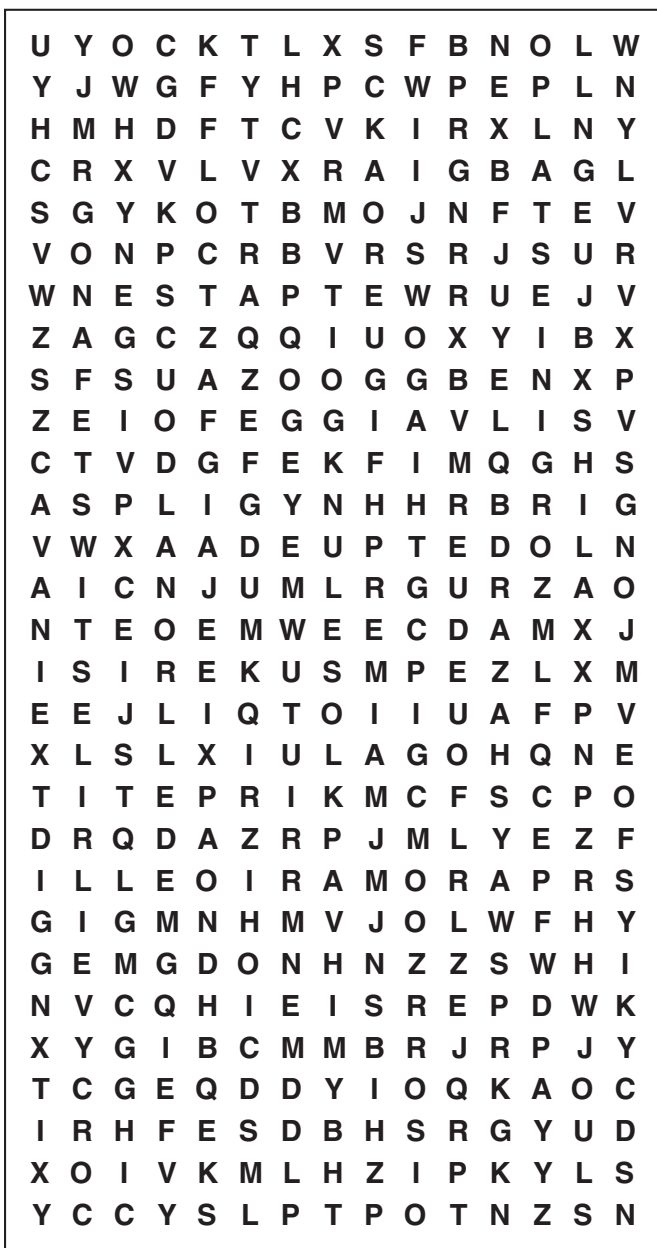 U Y O C K T L X S F B N O L W
Y J W G F Y H P C W P E P L N
H M H D F T C V K I R X L N Y
C R X V L V X R A I G B A G L
S G Y K O T B M O J N F T E V
V O N P C R B V R S R J S U R
W N E S T A P T E W R U E J V
Z A G C Z Q Q I U O X Y I B X
S F S U A Z O O G G B E N X P
Z E I O F E G G I A V L I S V
C T V D G F E K F I M Q G H S
A S P L I G Y N H H R B R I G
V W X A A D E U P T E D O L N
A I C N J U M L R G U R Z A O
N T E O E M W E E C D A M X J
I S I R E K U S M P E Z L X M
E E J L I Q T O I I U A F P V
X L S L X I U L A G O H Q N E
T I T E P R I K M C F S C P O
D R Q D A Z R P J M L Y E Z F
I L L E O I R A M O R A P R S
G I G M N H M V J O L W F H Y
G E M G D O N H N Z Z S W H I
N V C Q H I E I S R E P D W K
X Y G I B C M M B R J R P J Y
T C G E Q D D Y I O Q K A O C
I R H F E S D B H S R G Y U D
X O I V K M L H Z I P K Y L S
Y C C Y S L P T P O T N Z S N